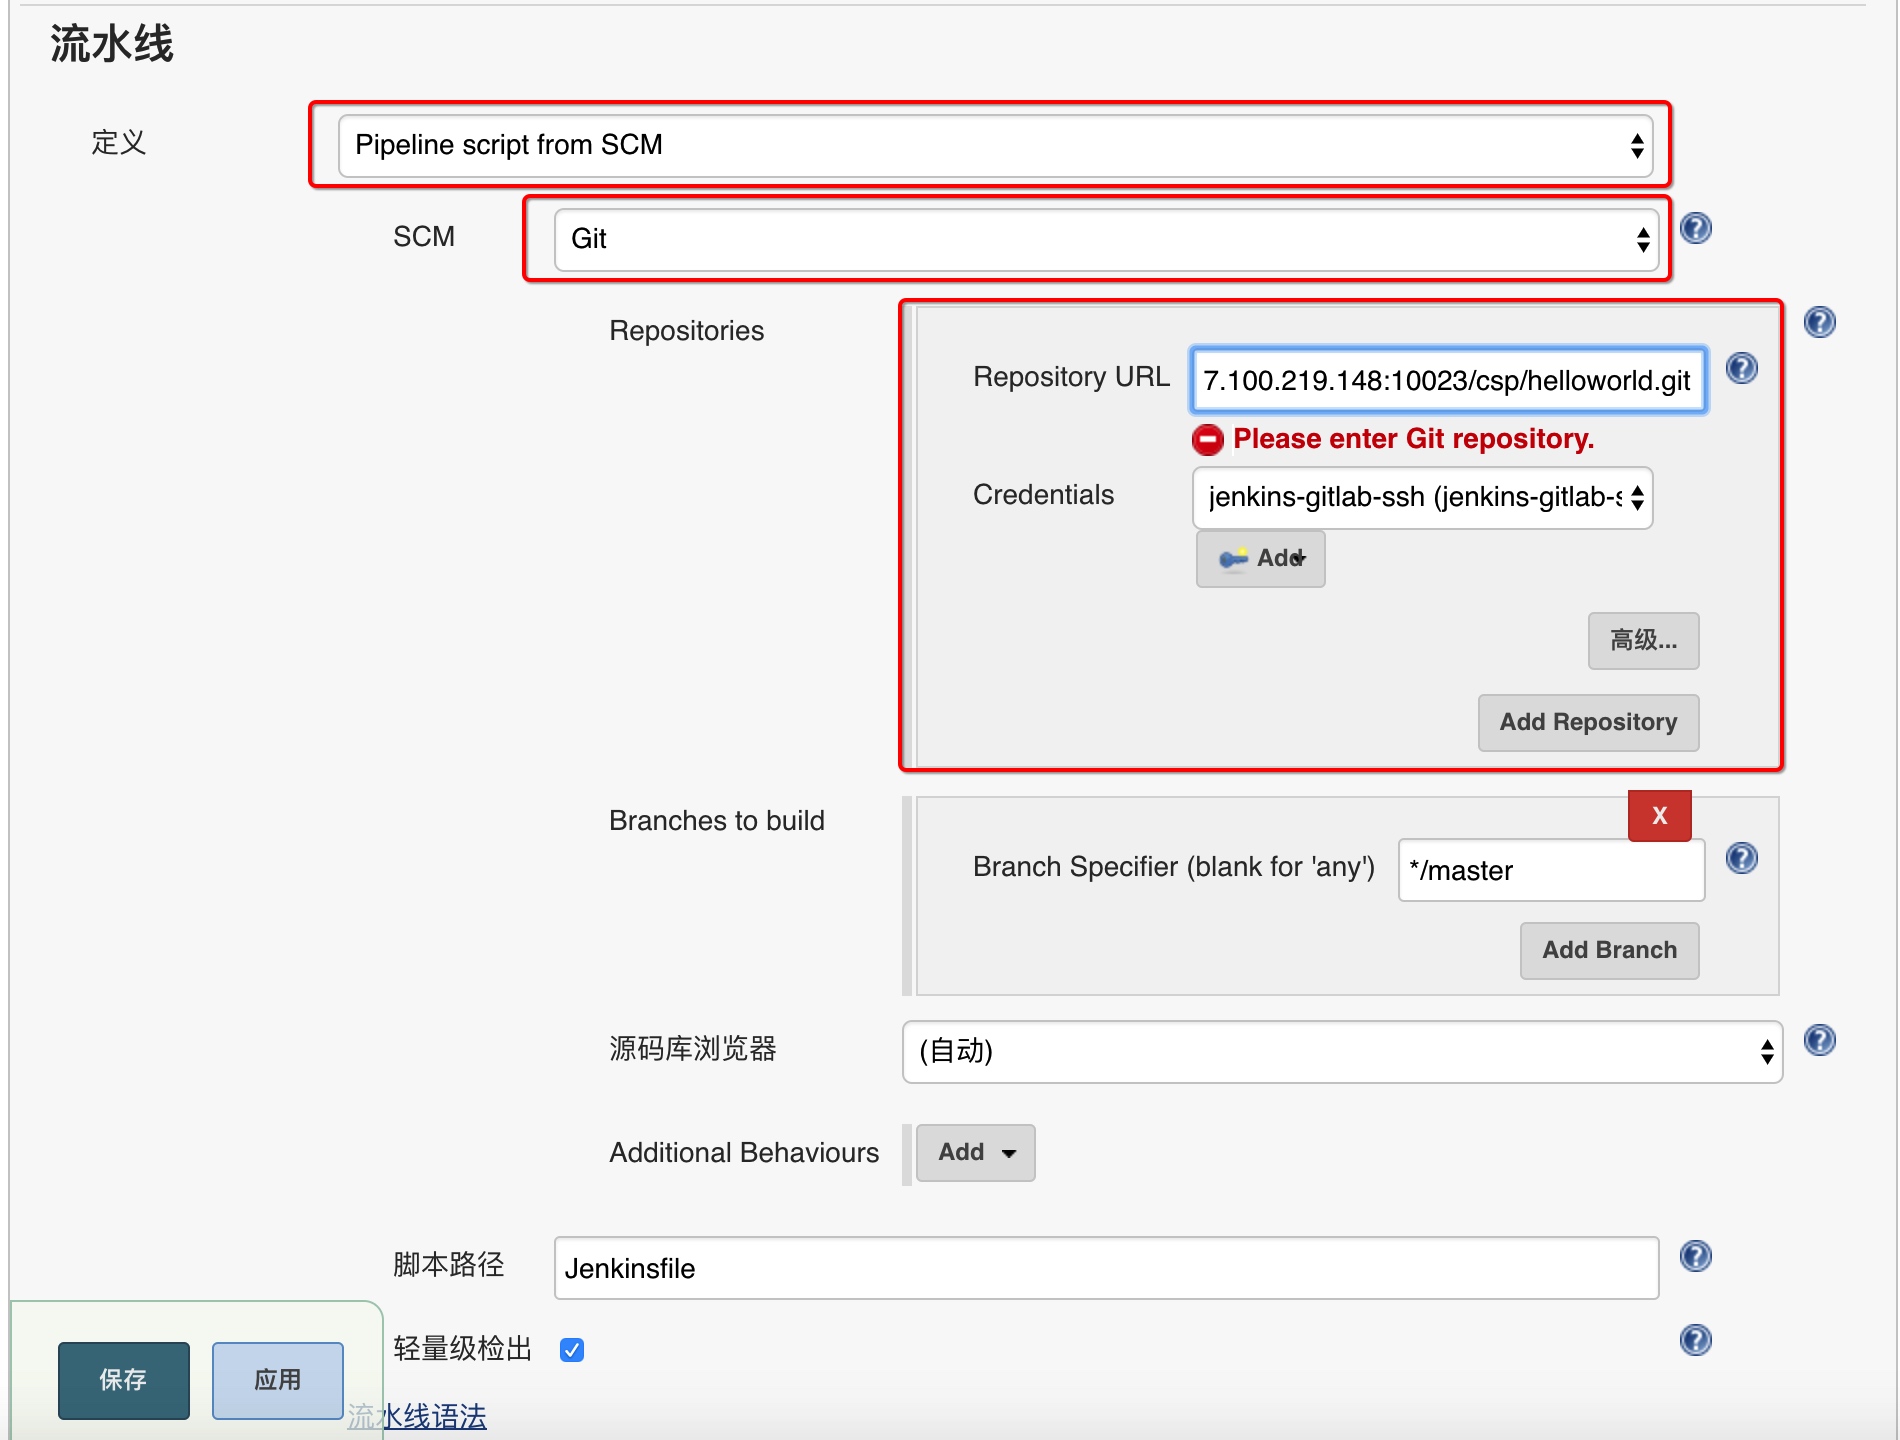 流水线
定义
Pipeline script from SCM
SCM
Git
Repositories
Repository URL
7.100.219.148:10023/csp/helloworld.git
Please enter Git repository.
Credentials
jenkins-gitlab-ssh (jenkins-gitlab-s
Add
高级...
Add Repository
Branches to build
X
Branch Specifier (blank for 'any')
*/master
Add Branch
源码库浏览器
(自动)
Additional Behaviours
Add
脚本路径
Jenkinsfile
轻量级检出
保存
应用
流水线语法